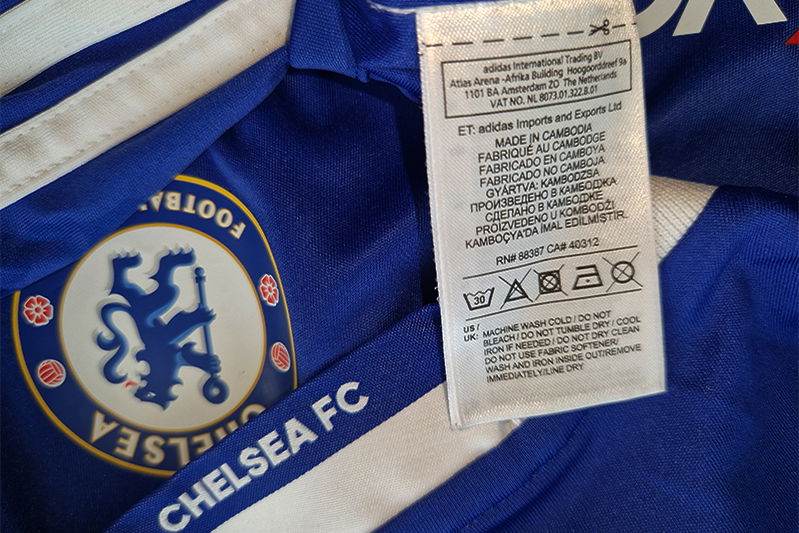 adidas International Trading BV
Atlas Arena -Afrika Building Hoogoorddreef 9a
1101 BA Amsterdam ZO The Netherlands
VAT NO. NL 8073.01.322.B.01
ET: adidas Imports and Exports Ltd
MADE IN CAMBODIA
FABRIQUÉ AU CAMBODGE
FABRICADO EN CAMBOYA
FABRICADO NO CAMBOJA
GYÁRTVA: KAMBODZSA
ПРОИЗВЕДЕНО В КАМБОДЖА
СДЕЛАНО В КАМБОДЖА
PROIZVEDENO U KOMBODŽI
KAMBOÇYA'DA İMAL EDİLMİŞTİR.
RN# 88387 CA# 40312
30
US / UK: MACHINE WASH COLD / DO NOT
BLEACH / DO NOT TUMBLE DRY / COOL
IRON IF NEEDED / DO NOT DRY CLEAN
DO NOT USE FABRIC SOFTENER/
WASH AND IRON INSIDE OUT/REMOVE
IMMEDIATELY/LINE DRY
CHELSEA
CHELSEA FC